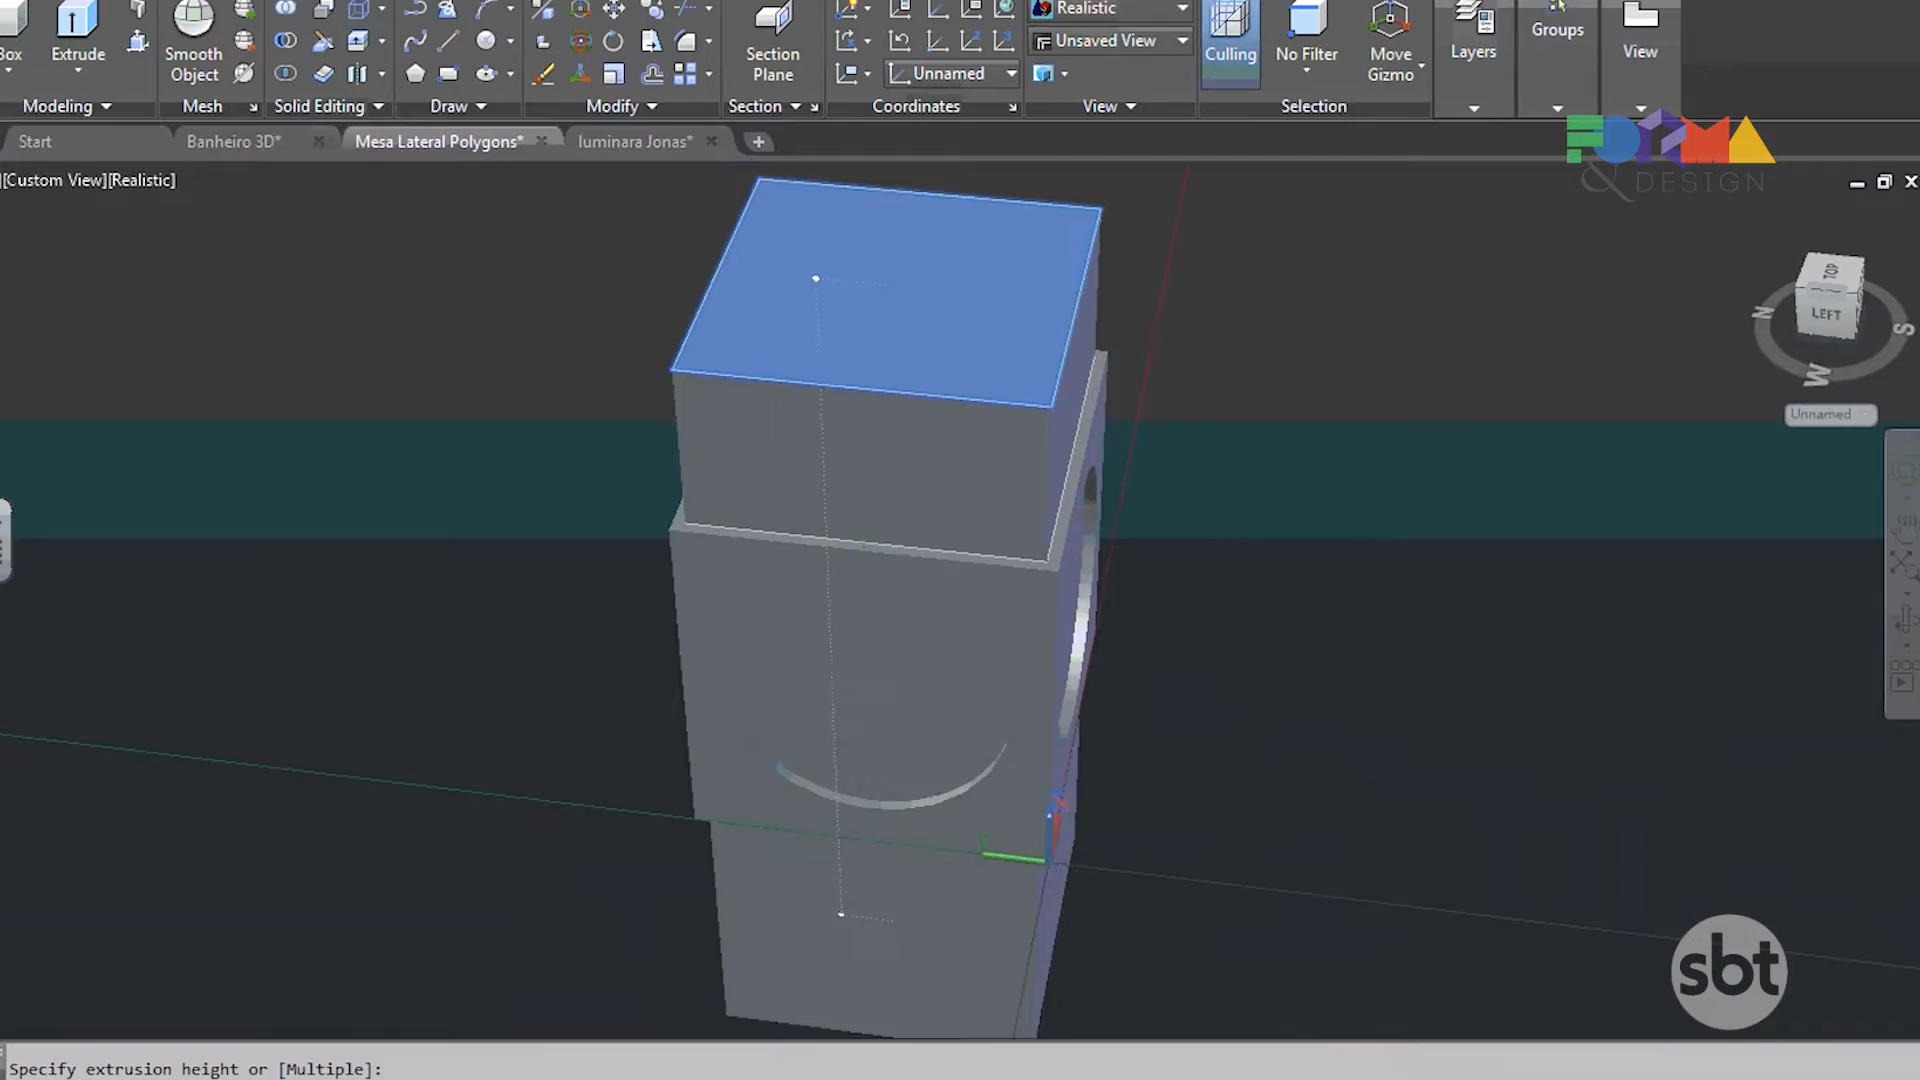 Realistic
Box
Extrude
Smooth
Object
Section
Plane
Unsaved View
Culling
No Filter
Move
Gizmo
Layers
Groups
View
Unnamed
Modeling
Mesh
Solid Editing
Draw
Modify
Section
Coordinates
View
Selection
Start
Banheiro 3D*
Mesa Lateral Polygons*
luminara Jonas*
FORMA
& DESIGN
[Custom View][Realistic]
TOP
LEFT
N
S
W
Unnamed
Y
X
sbt
Specify extrusion height or [Multiple]: